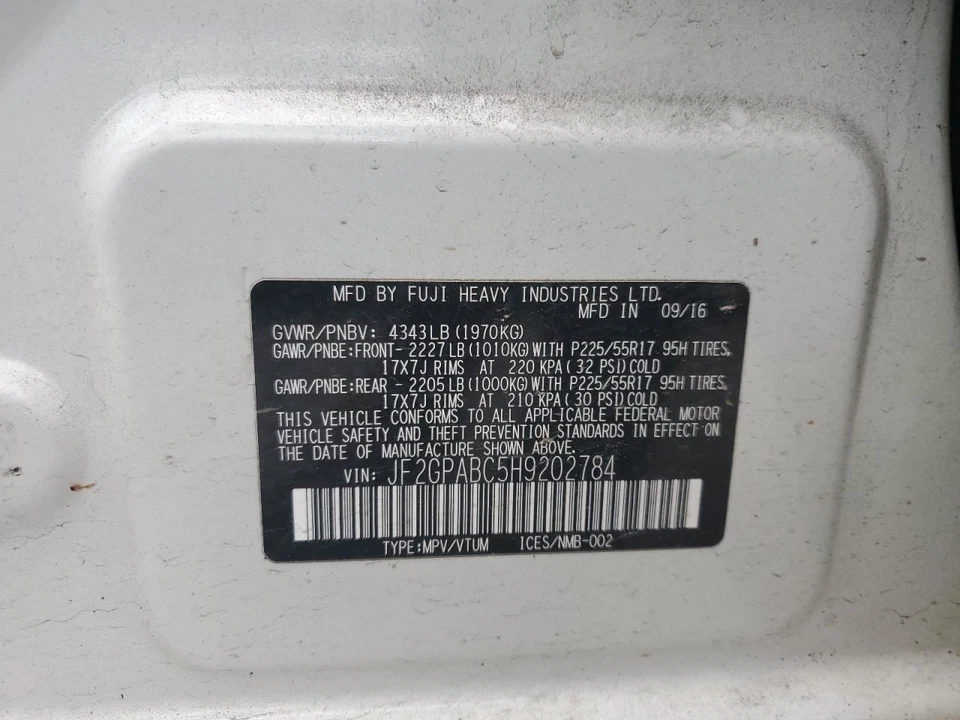 MFD BY FUJI HEAVY INDUSTRIES LTD.
MFD IN 09/16
GVWR/PNBV: 4343LB (1970KG)
GAWR/PNBE:FRONT- 2227LB (1010KG) WITH P225/55R17 95H TIRES,
17X7J RIMS AT 220 KPA (32 PSI) COLD
GAWR/PNBE:REAR - 2205 LB (1000KG) WITH P225/55R17 95H TIRES,
17X7J RIMS AT 210 KPA (30 PSI) COLD
THIS VEHICLE CONFORMS TO ALL APPLICABLE FEDERAL MOTOR
VEHICLE SAFETY AND THEFT PREVENTION STANDARDS IN EFFECT ON
THE DATE OF MANUFACTURE SHOWN ABOVE.
VIN: JF2GPABC5H9202784
TYPE:MPV/VTUM ICES/NMB-002